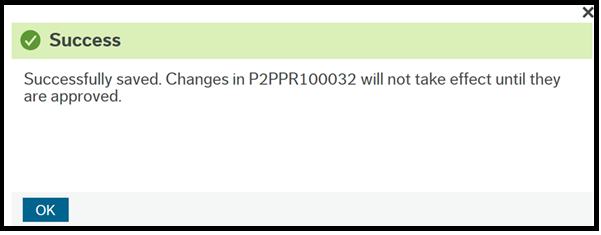 Success
Successfully saved. Changes in P2PPR100032 will not take effect until they
are approved.
OK